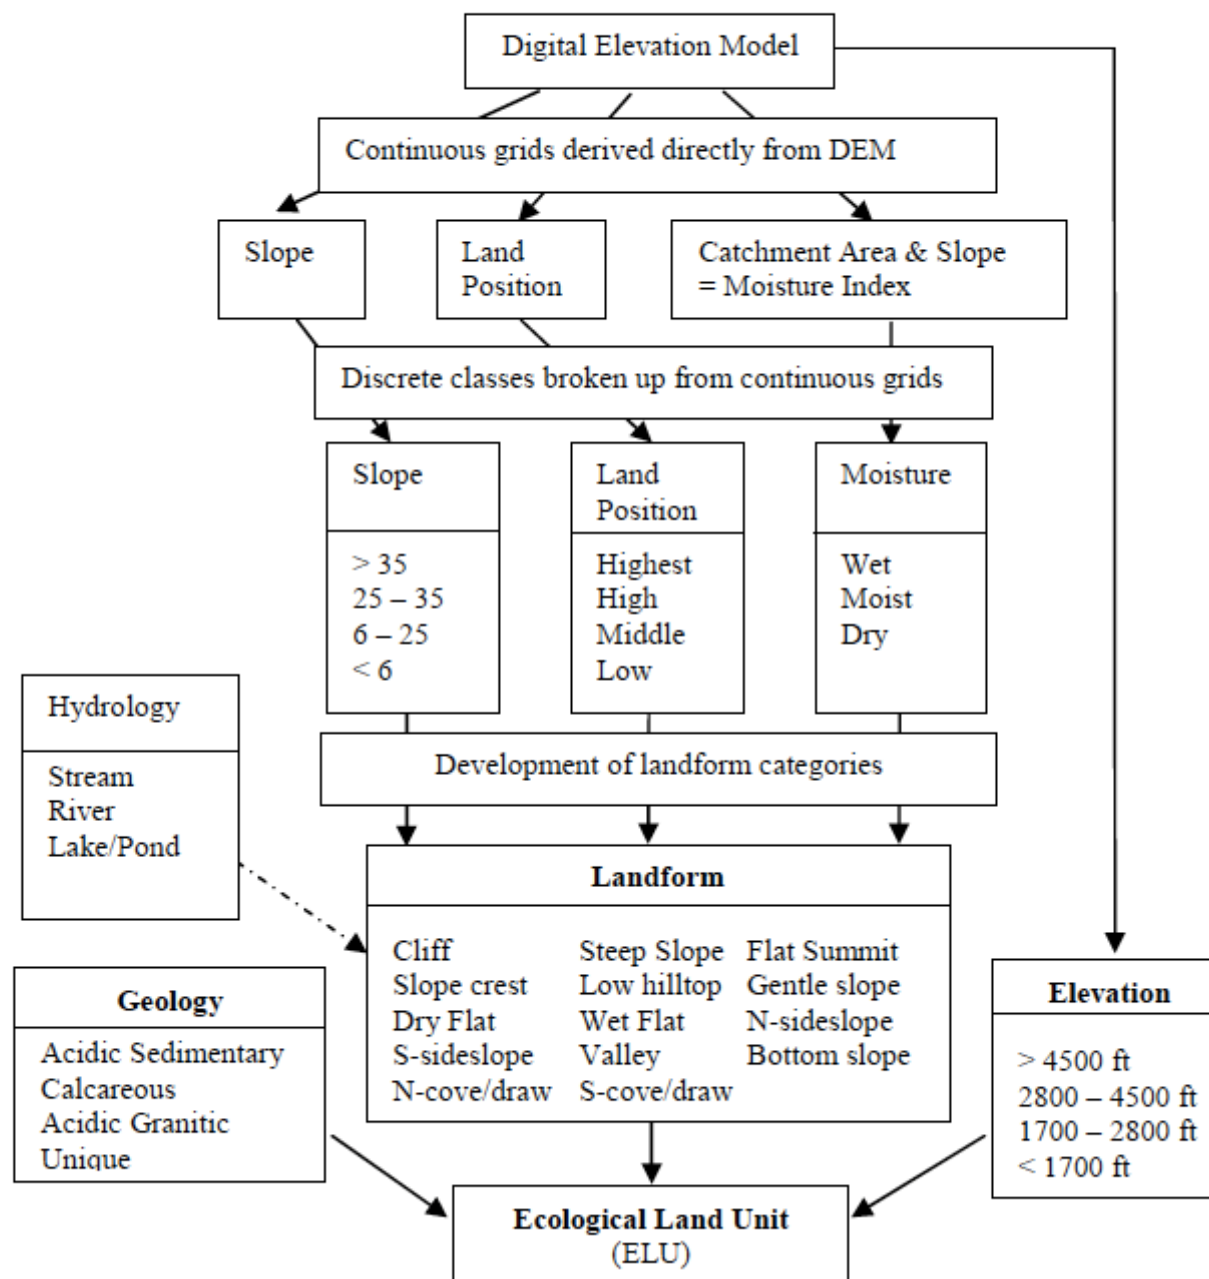 Digital Elevation Model
Continuous grids derived directly from DEM
Slope
Land
Position
Catchment Area & Slope
= Moisture Index
Discrete classes broken up from continuous grids
Slope
> 35
25 – 35
6 – 25
< 6
Land
Position
Highest
High
Middle
Low
Moisture
Wet
Moist
Dry
Hydrology
Stream
River
Lake/Pond
Development of landform categories
Landform
Cliff Steep Slope Flat Summit
Slope crest Low hilltop Gentle slope
Dry Flat Wet Flat N-sideslope
S-sideslope Valley Bottom slope
N-cove/draw S-cove/draw
Geology
Acidic Sedimentary
Calcareous
Acidic Granitic
Unique
Elevation
> 4500 ft
2800 – 4500 ft
1700 – 2800 ft
< 1700 ft
Ecological Land Unit
(ELU)